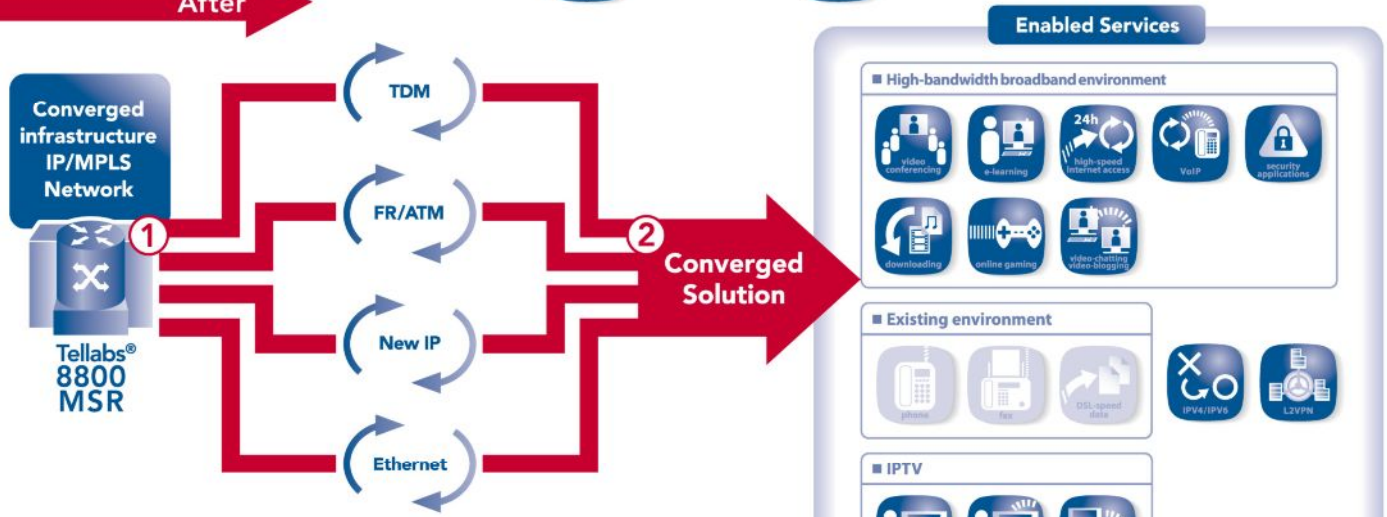 After
Enabled Services
Converged
infrastructure
IP/MPLS
Network
1
Tellabs®
8800
MSR
TDM
FR/ATM
New IP
Ethernet
2
Converged
Solution
■ High-bandwidth broadband environment
video
conferencing
e-learning
24h
high-speed
Internet access
VoIP
security
applications
downloading
online gaming
video-chatting
video-blogging
■ Existing environment
phone
fax
DSL-speed
data
IPV4/IPV6
L2VPN
■ IPTV